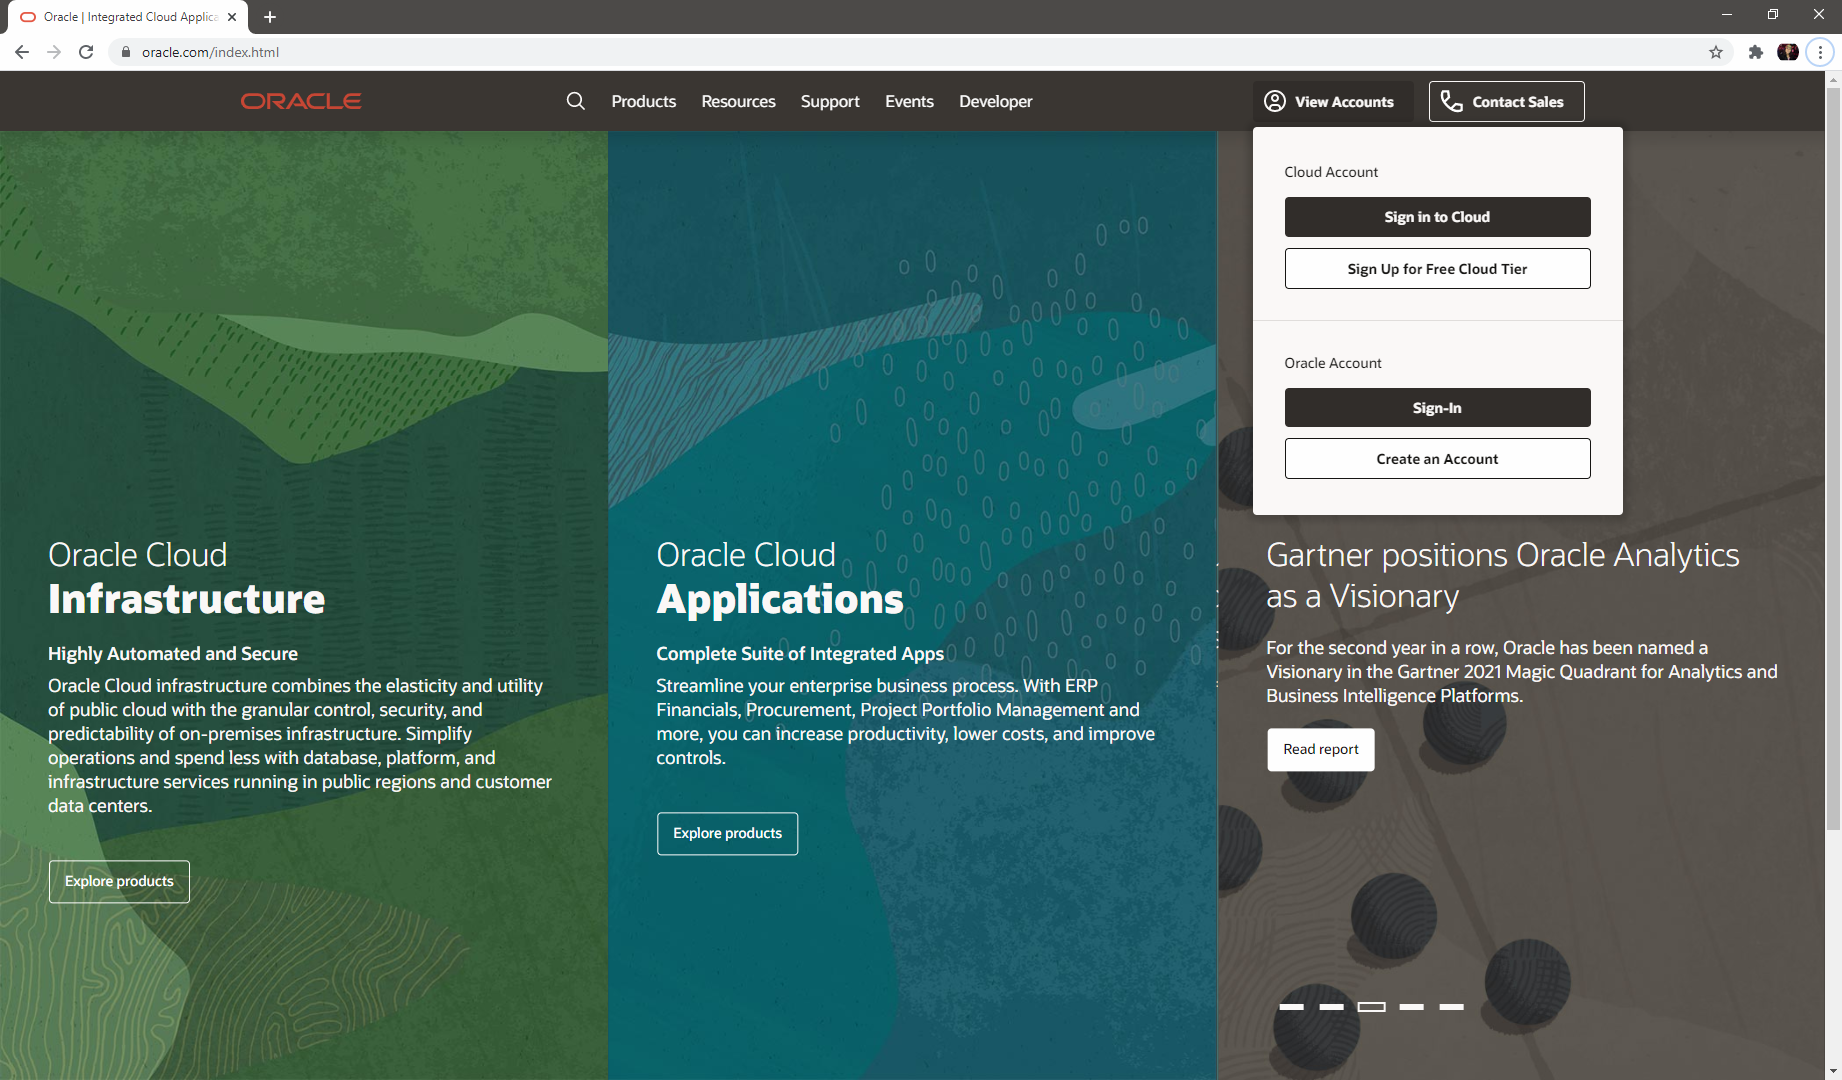 Oracle | Integrated Cloud Applica
oracle.com/index.html
ORACLE
Products
Resources
Support
Events
Developer
View Accounts
Contact Sales
Cloud Account
Sign in to Cloud
Sign Up for Free Cloud Tier
Oracle Account
Sign-In
Create an Account
Oracle Cloud
Infrastructure
Highly Automated and Secure
Oracle Cloud infrastructure combines the elasticity and utility
of public cloud with the granular control, security, and
predictability of on-premises infrastructure. Simplify
operations and spend less with database, platform, and
infrastructure services running in public regions and customer
data centers.
Explore products
Oracle Cloud
Applications
Complete Suite of Integrated Apps
Streamline your enterprise business process. With ERP
Financials, Procurement, Project Portfolio Management and
more, you can increase productivity, lower costs, and improve
controls.
Explore products
Gartner positions Oracle Analytics
as a Visionary
For the second year in a row, Oracle has been named a
Visionary in the Gartner 2021 Magic Quadrant for Analytics and
Business Intelligence Platforms.
Read report